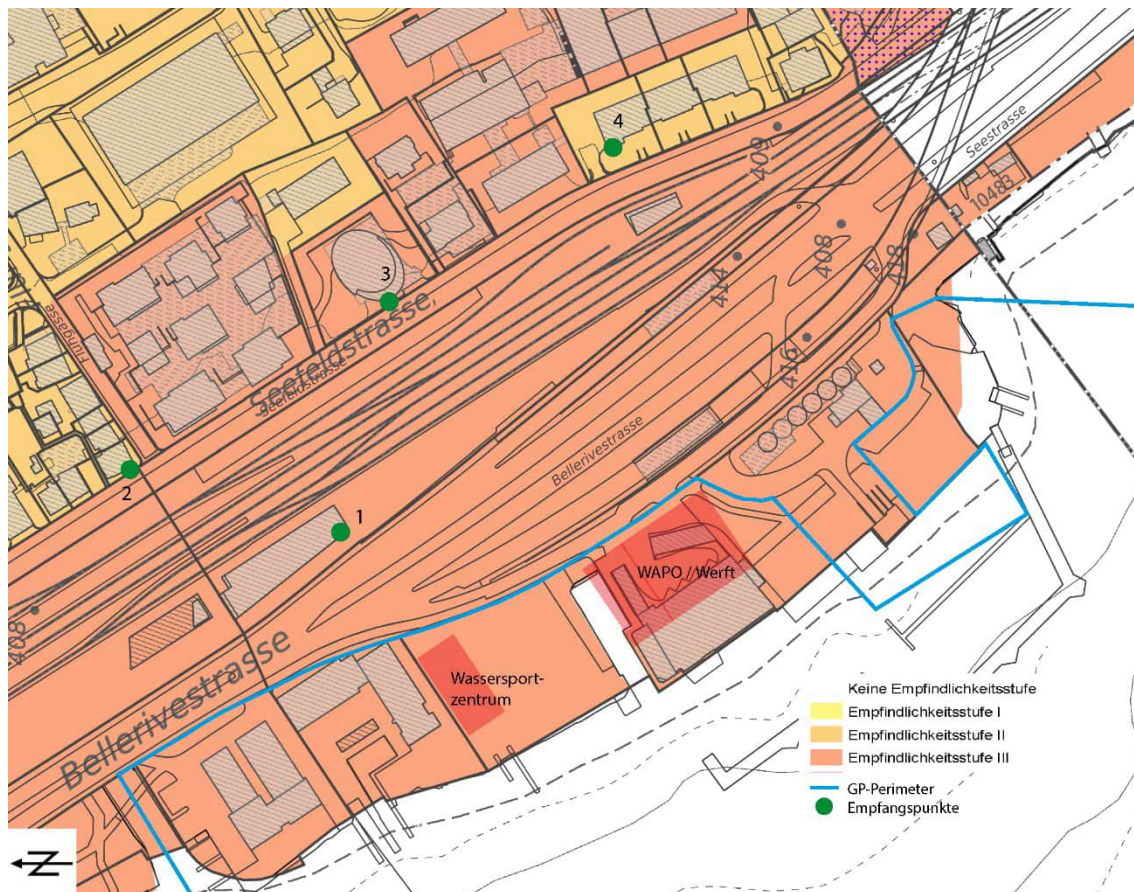 4
409
Seestrasse
10483
3
408
418
414
Flurigasse
Seefeldstrasse,
Seefeldstrasse
416
2
1
Bellerivestrasse
WAPO / Werft
408
Wassersport-
zentrum
Bellerivestrasse
Keine Empfindlichkeitsstufe
Empfindlichkeitsstufe I
Empfindlichkeitsstufe II
Empfindlichkeitsstufe III
GP-Perimeter
Empfangspunkte
N